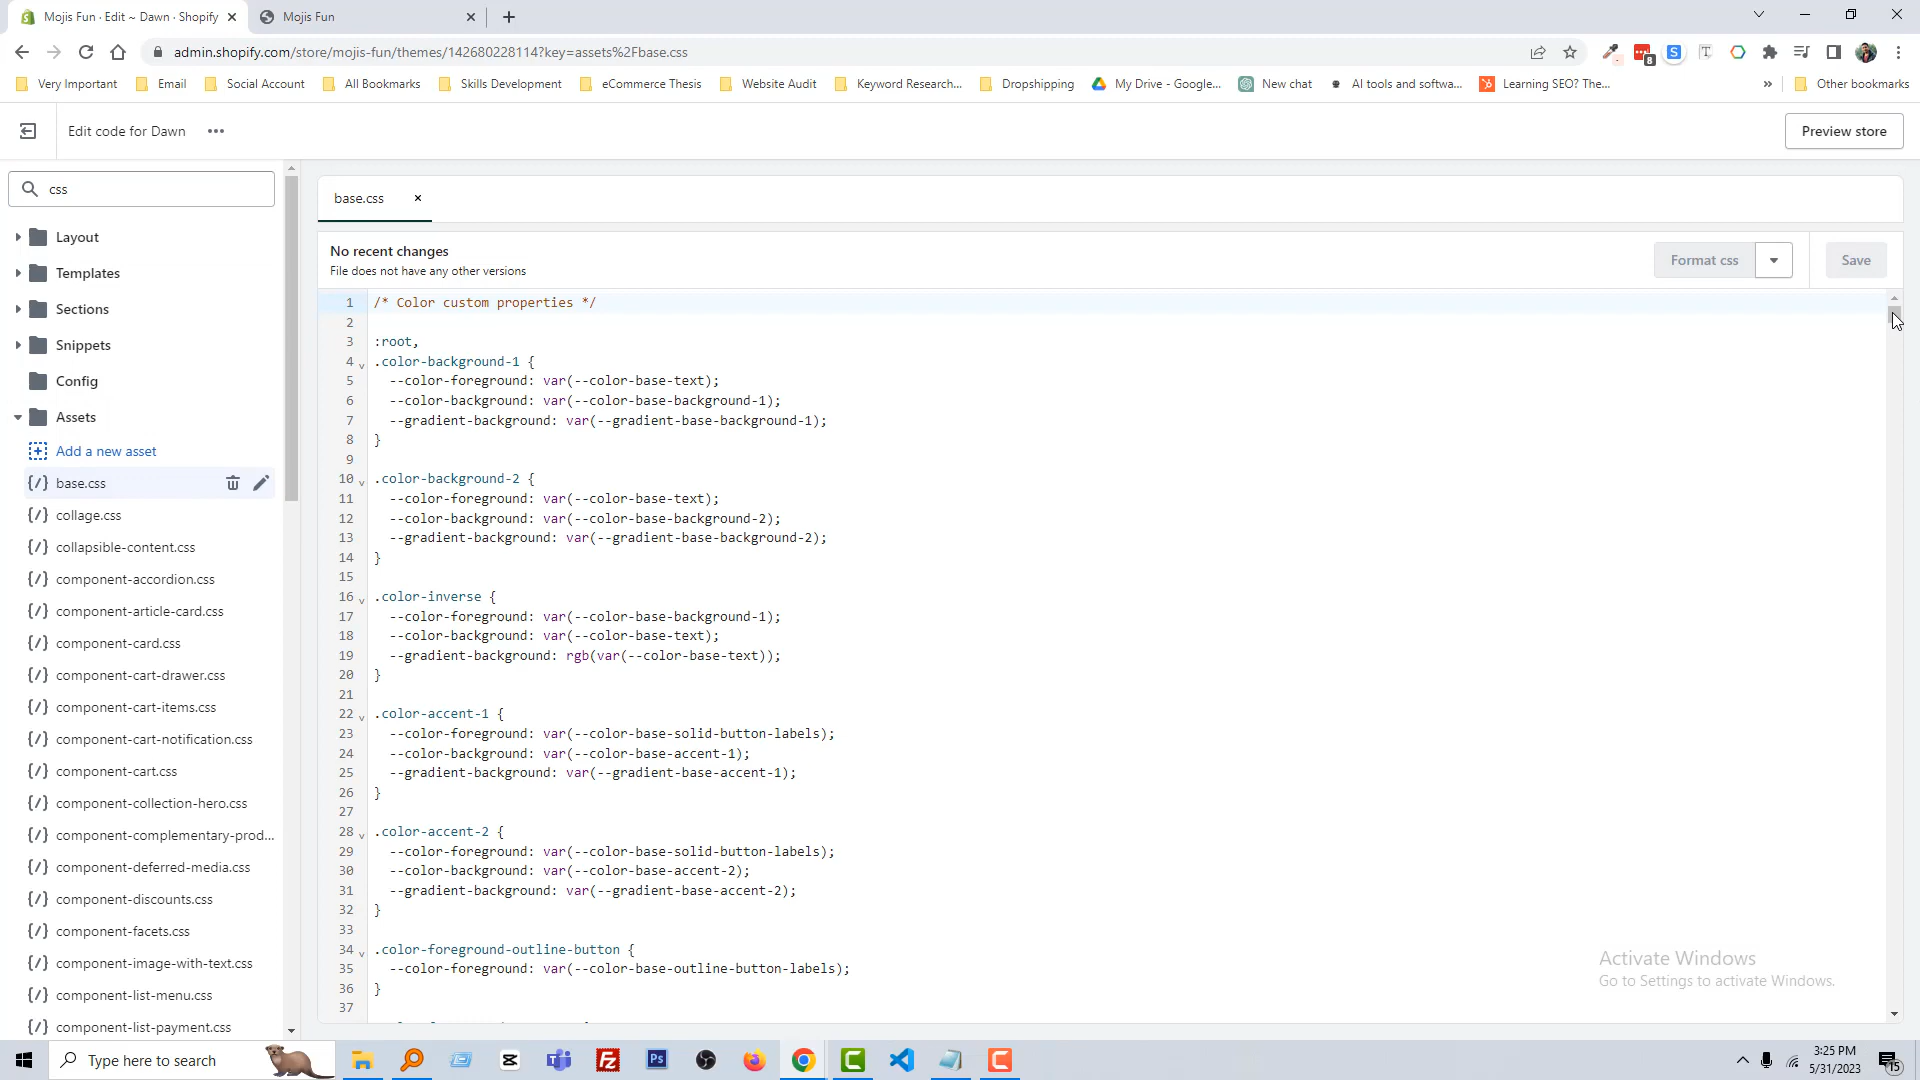 Mojis Fun · Edit ~ Dawn · Shopify
Mojis Fun
admin.shopify.com/store/mojis-fun/themes/142680228114?key=assets%2Fbase.css
8
S
T
Very Important
Email
Social Account
All Bookmarks
Skills Development
eCommerce Thesis
Website Audit
Keyword Research...
Dropshipping
My Drive - Google...
New chat
AI tools and softwa...
Learning SEO? The...
»
Other bookmarks
Edit code for Dawn
Preview store
css
Layout
Templates
Sections
Snippets
Config
Assets
Add a new asset
{/} base.css
{/} collage.css
{/} collapsible-content.css
{/} component-accordion.css
{/} component-article-card.css
{/} component-card.css
{/} component-cart-drawer.css
{/} component-cart-items.css
{/} component-cart-notification.css
{/} component-cart.css
{/} component-collection-hero.css
{/} component-complementary-prod...
{/} component-deferred-media.css
{/} component-discounts.css
{/} component-facets.css
{/} component-image-with-text.css
{/} component-list-menu.css
{/} component-list-payment.css
base.css
No recent changes
File does not have any other versions
Format css
Save
1 /* Color custom properties */
2
3 :root,
4 .color-background-1 {
5 --color-foreground: var(--color-base-text);
6 --color-background: var(--color-base-background-1);
7 --gradient-background: var(--gradient-base-background-1);
8 }
9
10 .color-background-2 {
11 --color-foreground: var(--color-base-text);
12 --color-background: var(--color-base-background-2);
13 --gradient-background: var(--gradient-base-background-2);
14 }
15
16 .color-inverse {
17 --color-foreground: var(--color-base-background-1);
18 --color-background: var(--color-base-text);
19 --gradient-background: rgb(var(--color-base-text));
20 }
21
22 .color-accent-1 {
23 --color-foreground: var(--color-base-solid-button-labels);
24 --color-background: var(--color-base-accent-1);
25 --gradient-background: var(--gradient-base-accent-1);
26 }
27
28 .color-accent-2 {
29 --color-foreground: var(--color-base-solid-button-labels);
30 --color-background: var(--color-base-accent-2);
31 --gradient-background: var(--gradient-base-accent-2);
32 }
33
34 .color-foreground-outline-button {
35 --color-foreground: var(--color-base-outline-button-labels);
36 }
37
Activate Windows
Go to Settings to activate Windows.
Type here to search
Fz
Ps
3:25 PM
5/31/2023
15